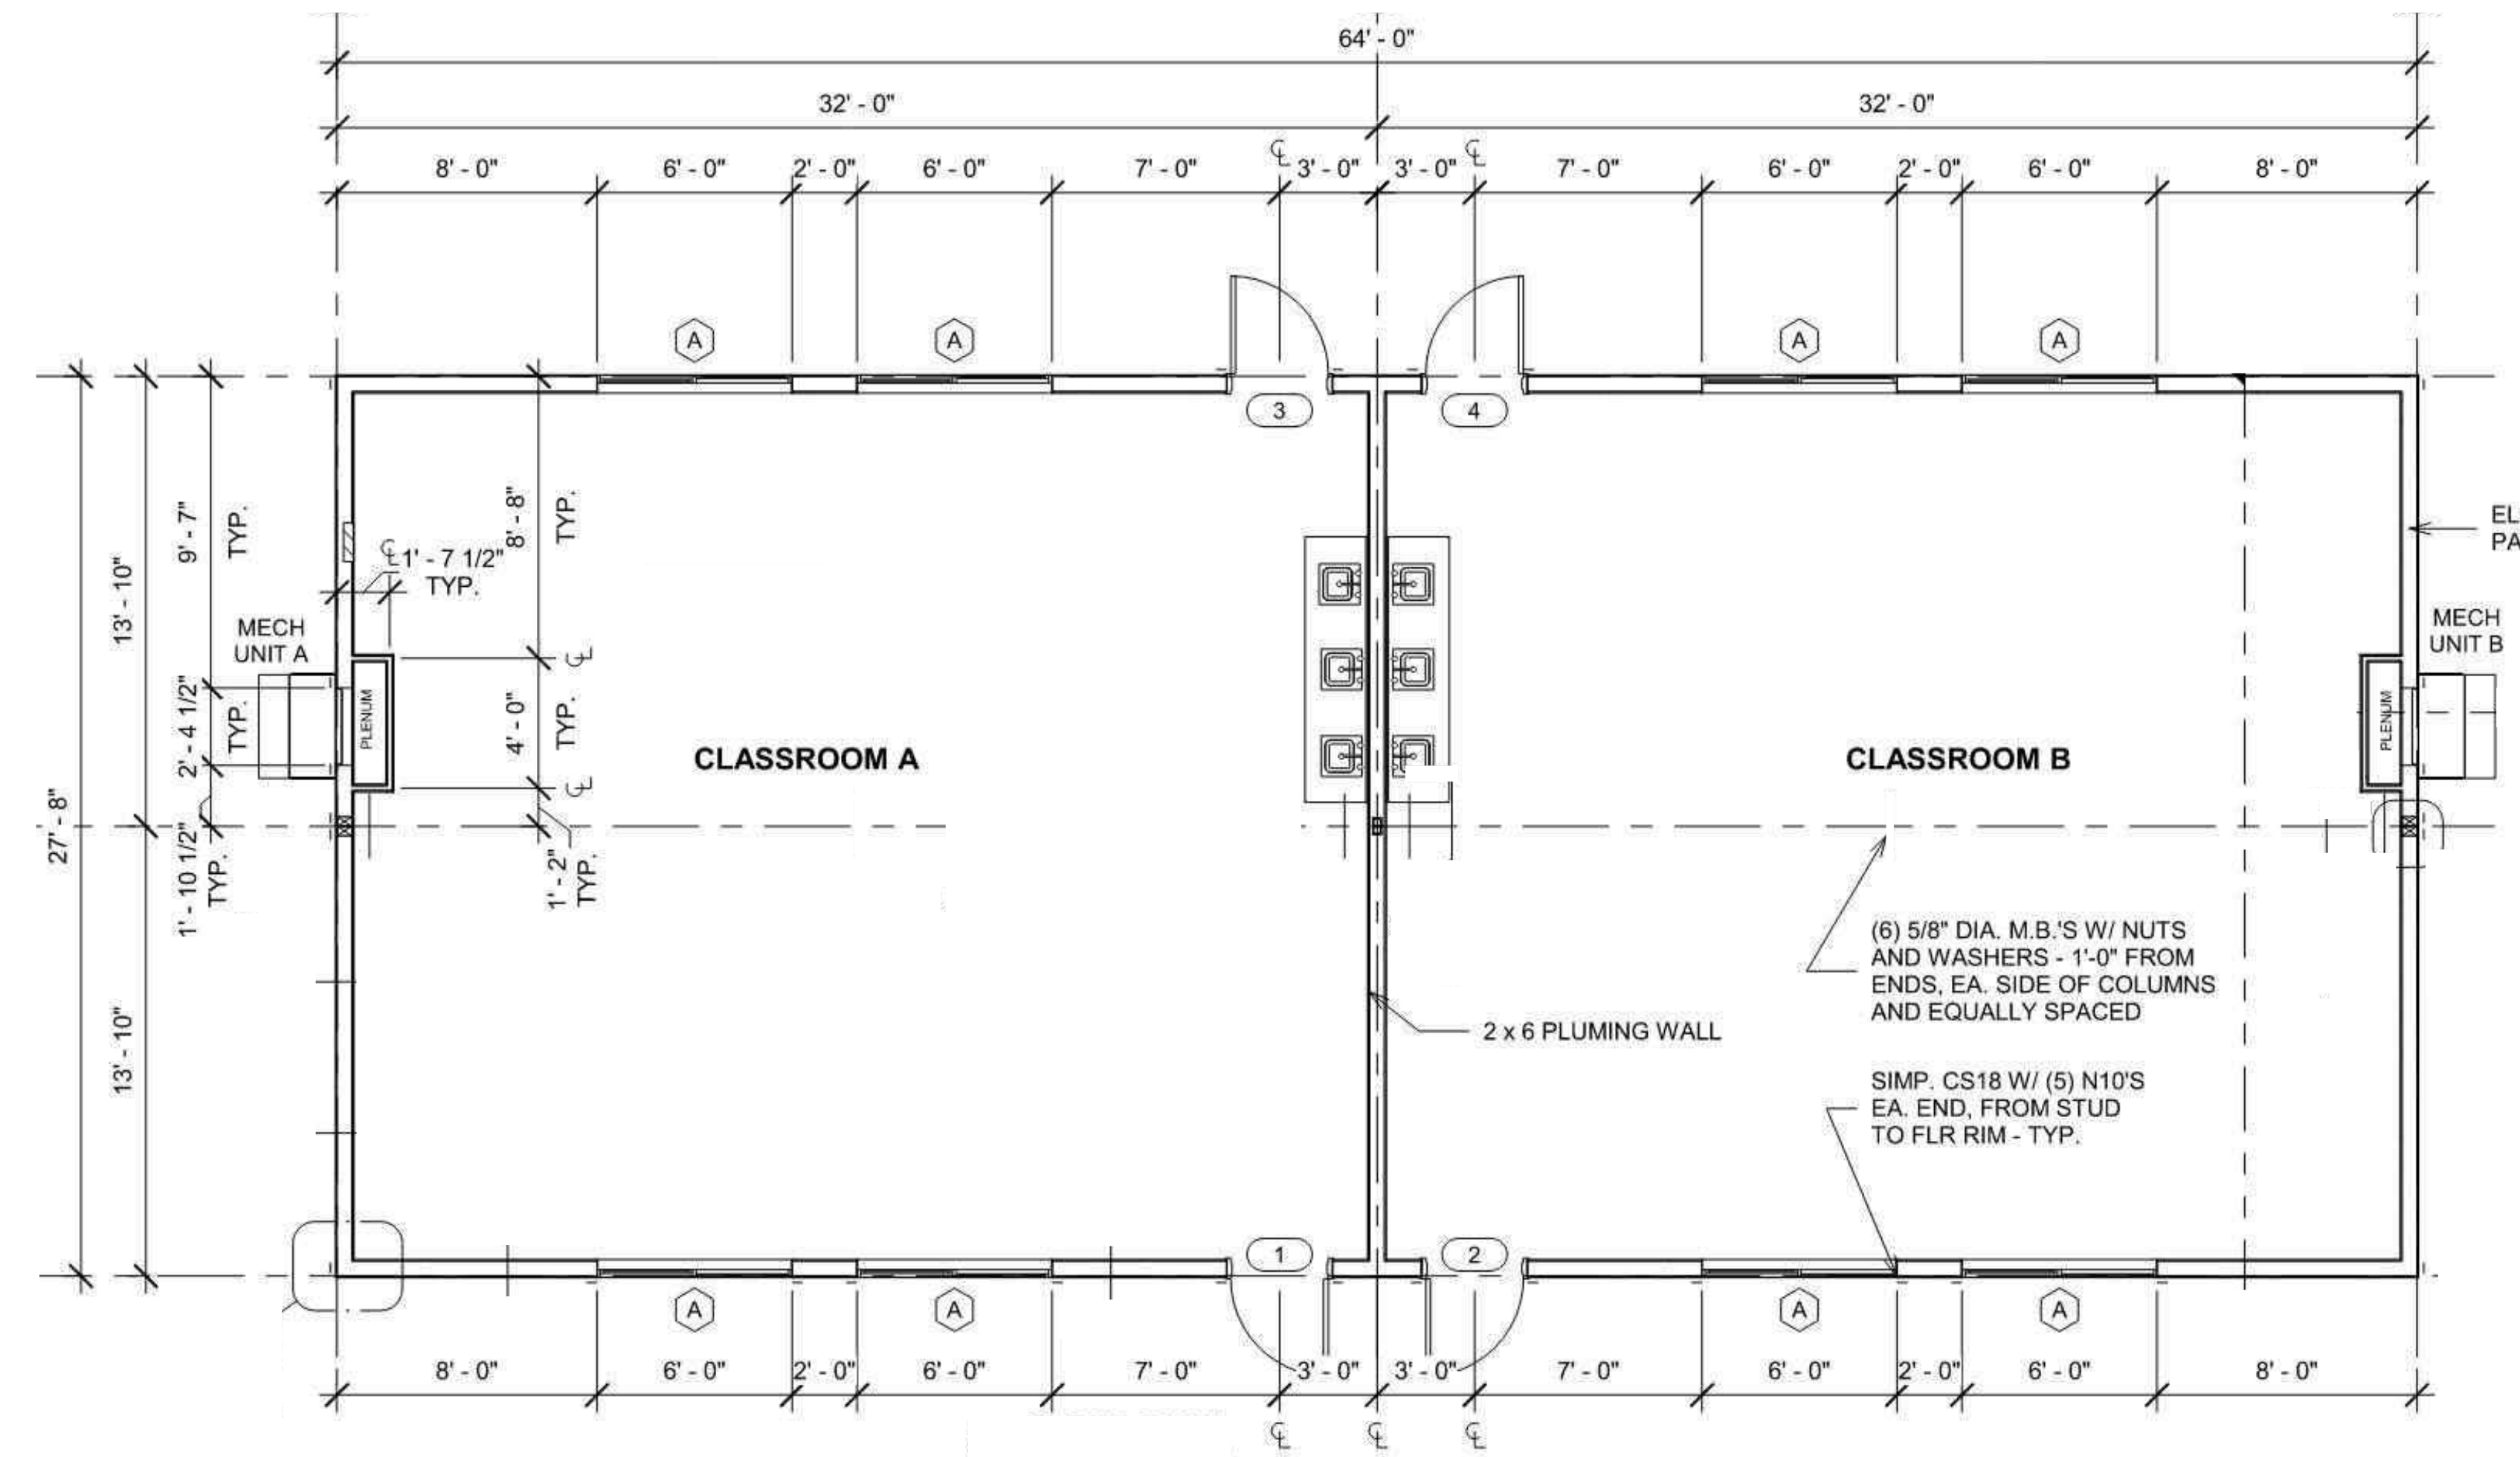 64' - 0"
32' - 0"
32' - 0"
8' - 0"
6' - 0"
2' - 0"
6' - 0"
7' - 0"
℄
3' - 0"
3' - 0"
℄
7' - 0"
6' - 0"
2' - 0"
6' - 0"
8' - 0"
A
A
A
A
3
4
27' - 8"
13' - 10"
13' - 10"
9' - 7"
TYP.
2' - 4 1/2"
TYP.
1' - 10 1/2"
TYP.
8' - 8"
TYP.
℄
4' - 0"
TYP.
℄
1' - 2"
TYP.
℄
1' - 7 1/2"
TYP.
MECH
UNIT A
PLENUM
CLASSROOM A
CLASSROOM B
EL
PA
MECH
UNIT B
PLENUM
(6) 5/8" DIA. M.B.'S W/ NUTS
AND WASHERS - 1'-0" FROM
ENDS, EA. SIDE OF COLUMNS
AND EQUALLY SPACED
2 x 6 PLUMING WALL
SIMP. CS18 W/ (5) N10'S
EA. END, FROM STUD
TO FLR RIM - TYP.
1
2
A
A
A
A
8' - 0"
6' - 0"
2' - 0"
6' - 0"
7' - 0"
3' - 0"
3' - 0"
7' - 0"
6' - 0"
2' - 0"
6' - 0"
8' - 0"
℄
℄
℄